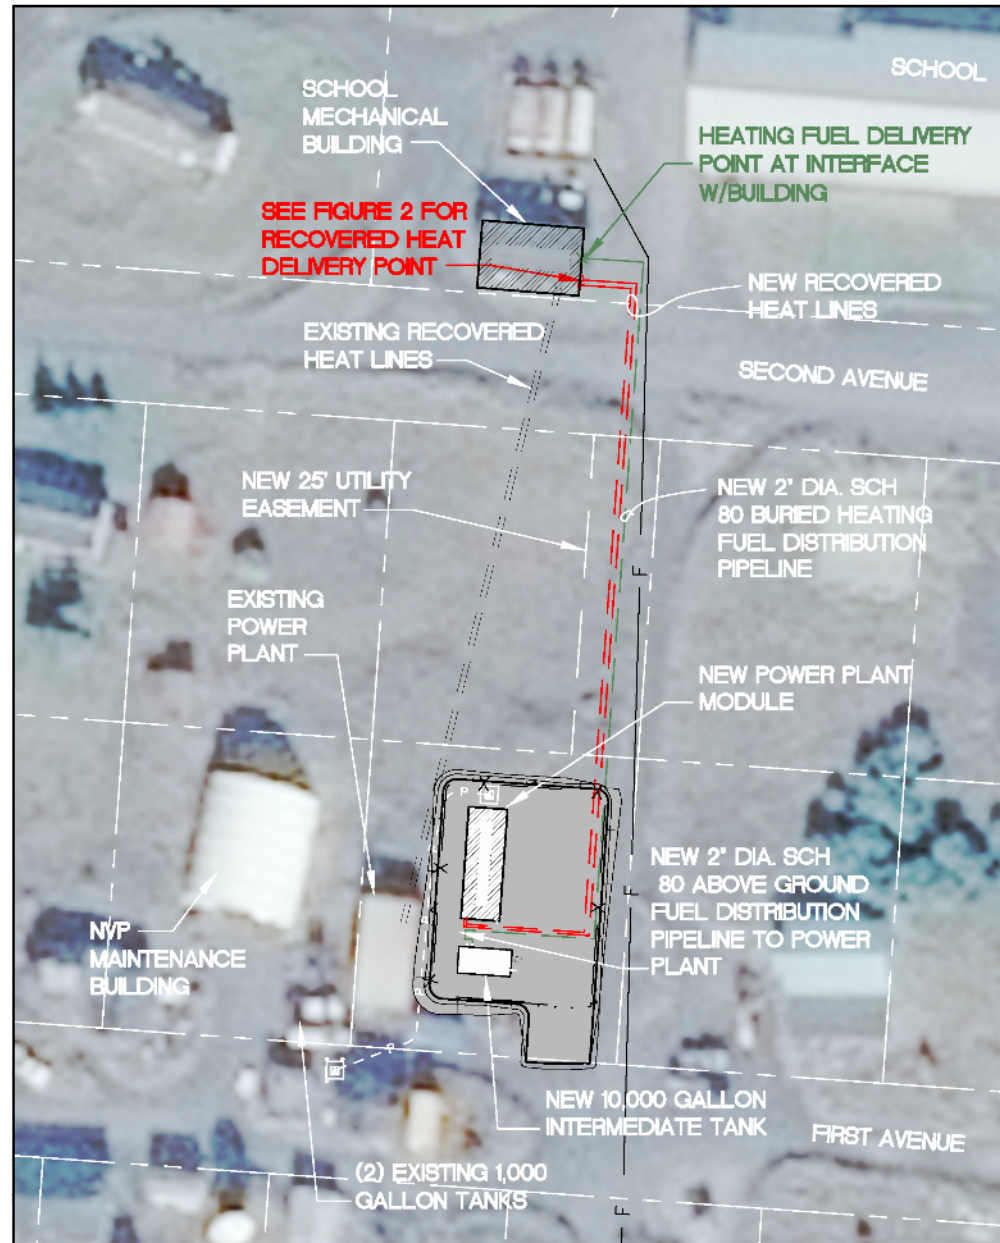 SCHOOL
SCHOOL
MECHANICAL
BUILDING
HEATING FUEL DELIVERY
POINT AT INTERFACE
W/BUILDING
SEE FIGURE 2 FOR
RECOVERED HEAT
DELIVERY POINT
NEW RECOVERED
HEAT LINES
EXISTING RECOVERED
HEAT LINES
SECOND AVENUE
NEW 25' UTILITY
EASEMENT
NEW 2" DIA. SCH
80 BURIED HEATING
FUEL DISTRIBUTION
PIPELINE
F
EXISTING
POWER
PLANT
NEW POWER PLANT
MODULE
P
NEW 2" DIA. SCH
80 ABOVE GROUND
FUEL DISTRIBUTION
PIPELINE TO POWER
PLANT
F
P
NVP
MAINTENANCE
BUILDING
P
P
NEW 10,000 GALLON
INTERMEDIATE TANK
FIRST AVENUE
(2) EXISTING 1,000
GALLON TANKS
F